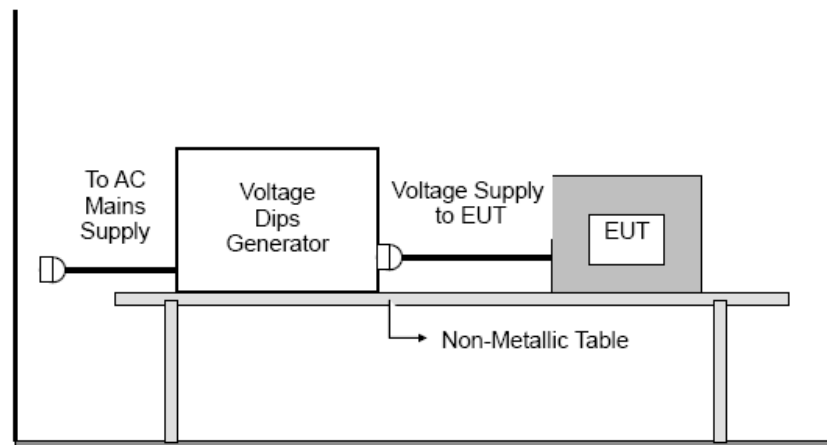 To AC
Mains
Supply
Voltage
Dips
Generator
Voltage Supply
to EUT
EUT
Non-Metallic Table